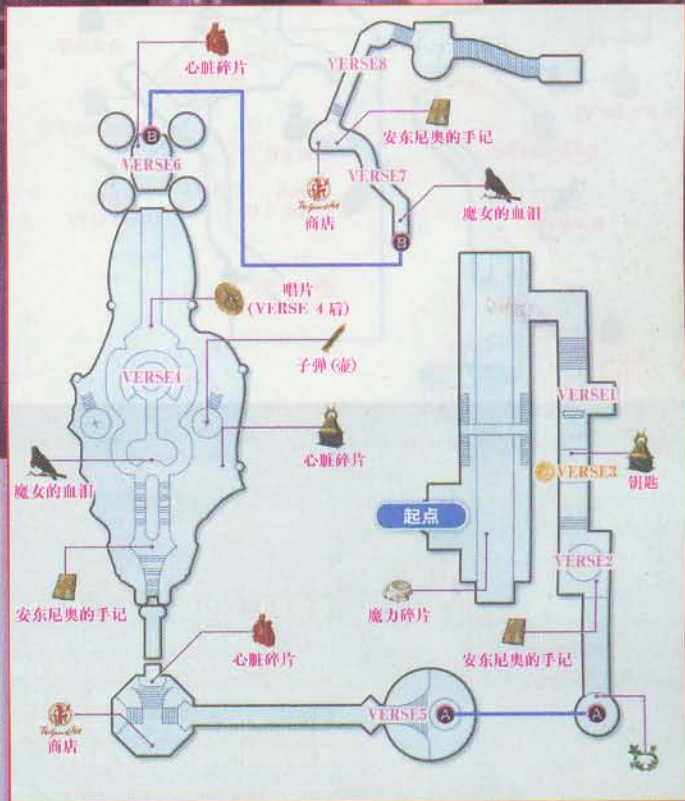 心脏碎片
VERSE8
安东尼奥的手记
VERSE6
B
VERSE7
商店
魔女的血泪
B
唱片
(VERSE 4后)
子弹(壶)
VERSE4
VERSE1
心脏碎片
魔女的血泪
VERSE3
钥匙
起点
VERSE2
安东尼奥的手记
魔力碎片
安东尼奥的手记
心脏碎片
VERSE5
A
A
商店